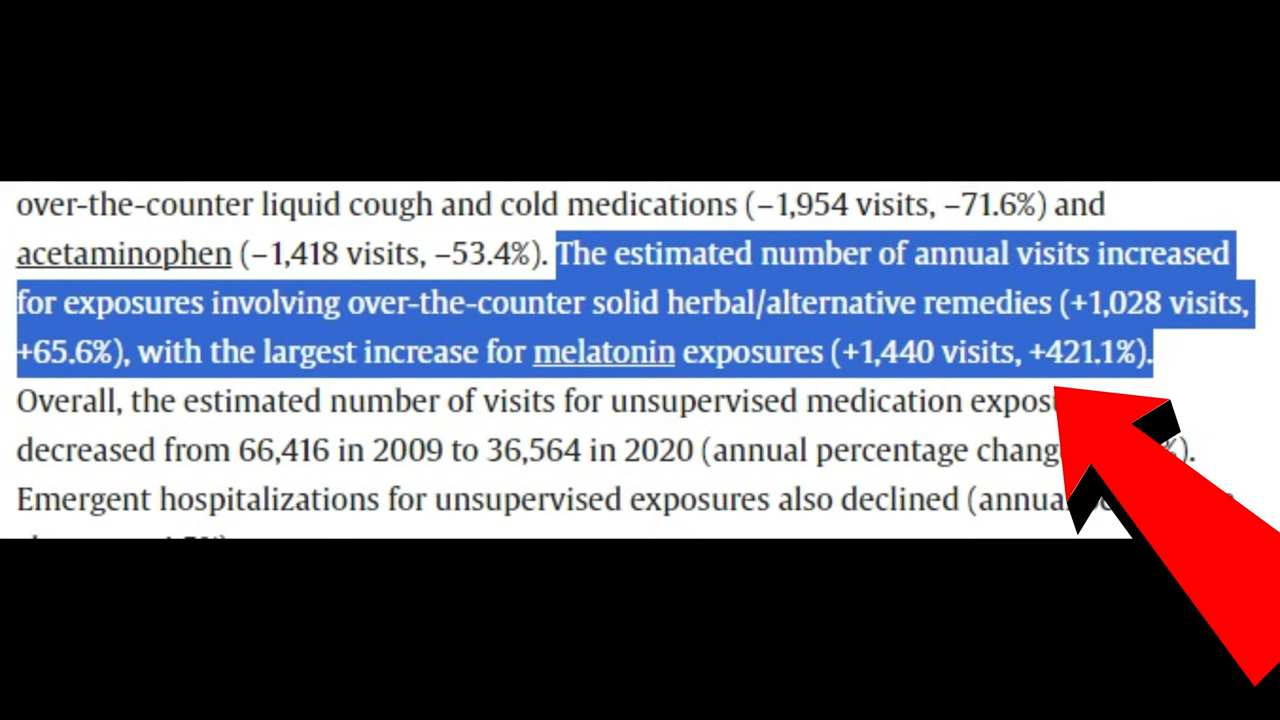 over-the-counter liquid cough and cold medications (−1,954 visits, −71.6%) and
acetaminophen (−1,418 visits, −53.4%). The estimated number of annual visits increased
for exposures involving over-the-counter solid herbal/alternative remedies (+1,028 visits,
+65.6%), with the largest increase for melatonin exposures (+1,440 visits, +421.1%).
Overall, the estimated number of visits for unsupervised medication
decreased from 66,416 in 2009 to 36,564 in 2020 (annual percentage
Emergent hospitalizations for unsupervised exposures also declined